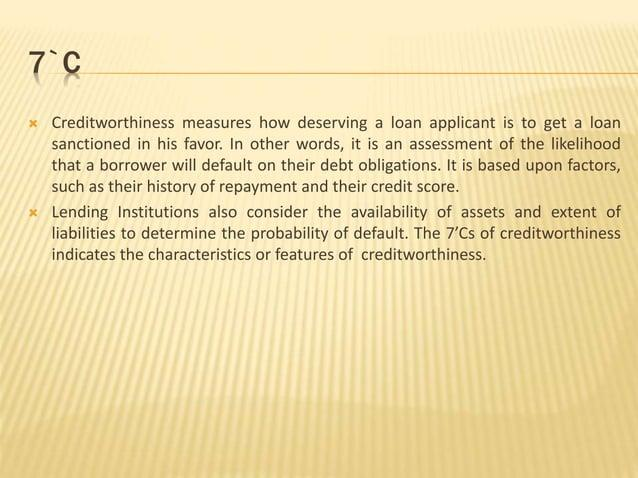 7`C
Creditworthiness measures how deserving a loan applicant is to get a loan
sanctioned in his favor. In other words, it is an assessment of the likelihood
that a borrower will default on their debt obligations. It is based upon factors,
such as their history of repayment and their credit score.
Lending Institutions also consider the availability of assets and extent of
liabilities to determine the probability of default. The 7’Cs of creditworthiness
indicates the characteristics or features of creditworthiness.